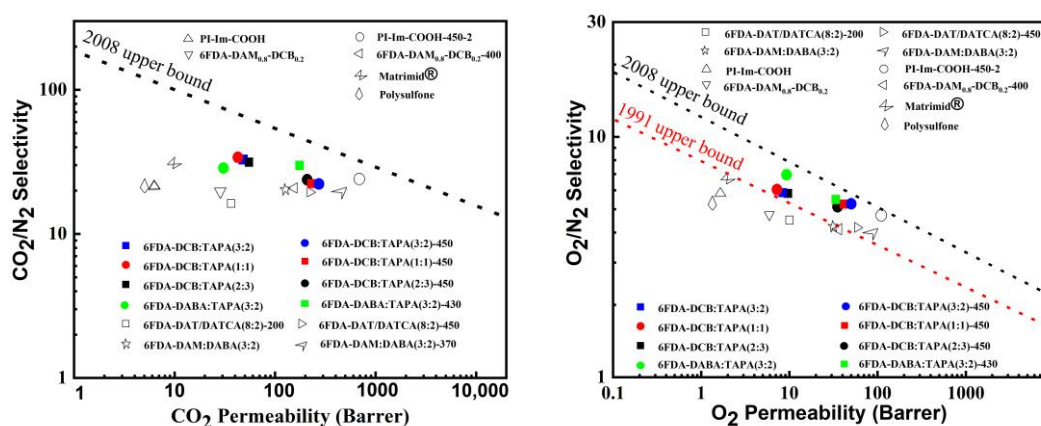 PI-Im-COOH
PI-Im-COOH-450-2
6FDA-DAM0.8-DCB0.2
6FDA-DAM0.8-DCB0.2-400
Matrimid®
Polysulfone
2008 upper bound
100
10
1
CO2/N2 Selectivity
6FDA-DCB:TAPA(3:2)
6FDA-DCB:TAPA(3:2)-450
6FDA-DCB:TAPA(1:1)
6FDA-DCB:TAPA(1:1)-450
6FDA-DCB:TAPA(2:3)
6FDA-DCB:TAPA(2:3)-450
6FDA-DABA:TAPA(3:2)
6FDA-DABA:TAPA(3:2)-430
6FDA-DAT/DATCA(8:2)-200
6FDA-DAT/DATCA(8:2)-450
6FDA-DAM:DABA(3:2)
6FDA-DAM:DABA(3:2)-370
1 10 100 1000 10000
CO2 Permeability (Barrer)
30
10
1
O2/N2 Selectivity
6FDA-DAT/DATCA(8:2)-200
6FDA-DAT/DATCA(8:2)-450
6FDA-DAM:DABA(3:2)
6FDA-DAM:DABA(3:2)
PI-Im-COOH
PI-Im-COOH-450-2
6FDA-DAM0.8-DCB0.2
6FDA-DAM0.8-DCB0.2-400
Matrimid®
Polysulfone
2008 upper bound
1991 upper bound
6FDA-DCB:TAPA(3:2)
6FDA-DCB:TAPA(3:2)-450
6FDA-DCB:TAPA(1:1)
6FDA-DCB:TAPA(1:1)-450
6FDA-DCB:TAPA(2:3)
6FDA-DCB:TAPA(2:3)-450
6FDA-DABA:TAPA(3:2)
6FDA-DABA:TAPA(3:2)-430
0.1 1 10 100 1000
O2 Permeability (Barrer)